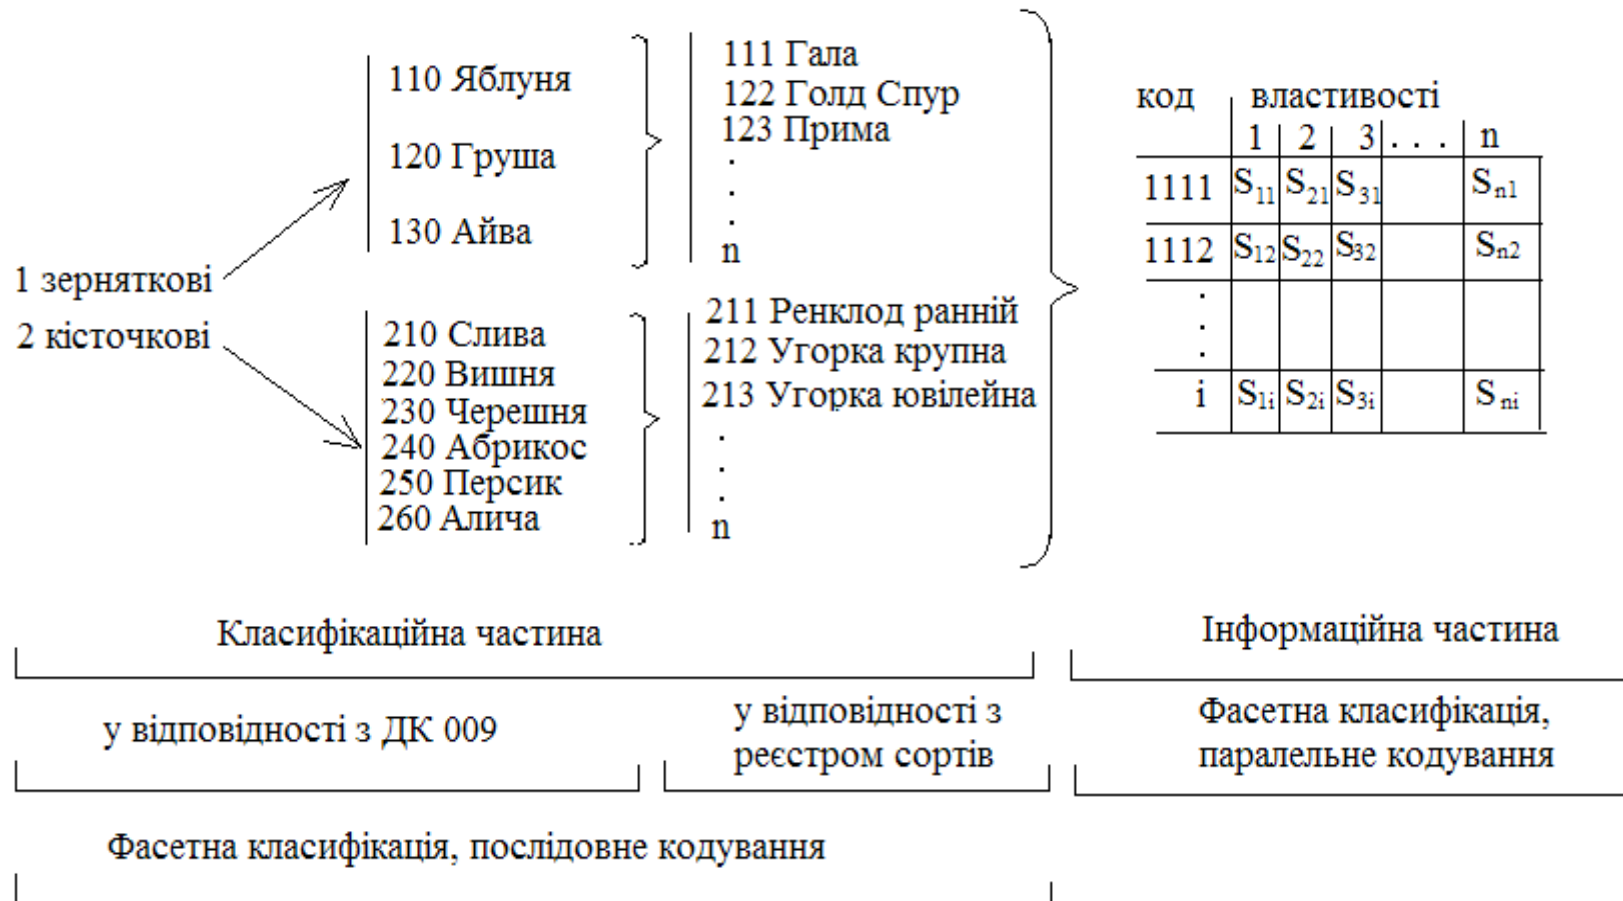 1 зерняткові
2 кісточкові
110 Яблуня
120 Груша
130 Айва
210 Слива
220 Вишня
230 Черешня
240 Абрикос
250 Персик
260 Алича
111 Гала
122 Голд Спур
123 Прима
.
.
.
n
211 Ренклод ранній
212 Угорка крупна
213 Угорка ювілейна
.
.
.
n
код властивості
1 2 3 . . . n
1111 S11 S21 S31 Sn1
1112 S12 S22 S32 Sn2
.
.
.
i S1i S2i S3i Sni
Класифікаційна частина
Інформаційна частина
у відповідності з ДК 009
у відповідності з
реєстром сортів
Фасетна класифікація,
паралельне кодування
Фасетна класифікація, послідовне кодування